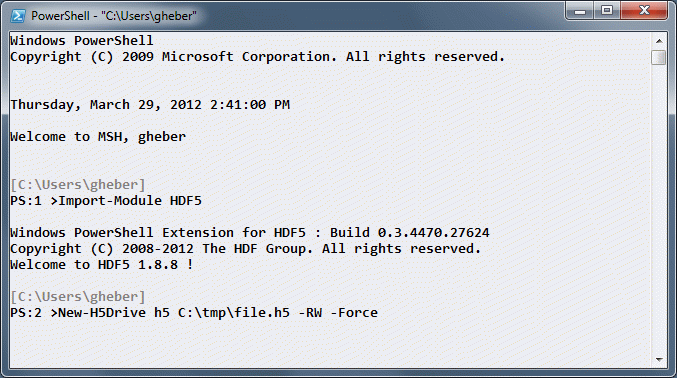 PowerShell - "C:\Users\gheber"
Windows PowerShell
Copyright (C) 2009 Microsoft Corporation. All rights reserved.
Thursday, March 29, 2012 2:41:00 PM
Welcome to MSH, gheber
[C:\Users\gheber]
PS:1 >Import-Module HDF5
Windows PowerShell Extension for HDF5 : Build 0.3.4470.27624
Copyright (C) 2008-2012 The HDF Group. All rights reserved.
Welcome to HDF5 1.8.8 !
[C:\Users\gheber]
PS:2 >New-H5Drive h5 C:\tmp\file.h5 -RW -Force